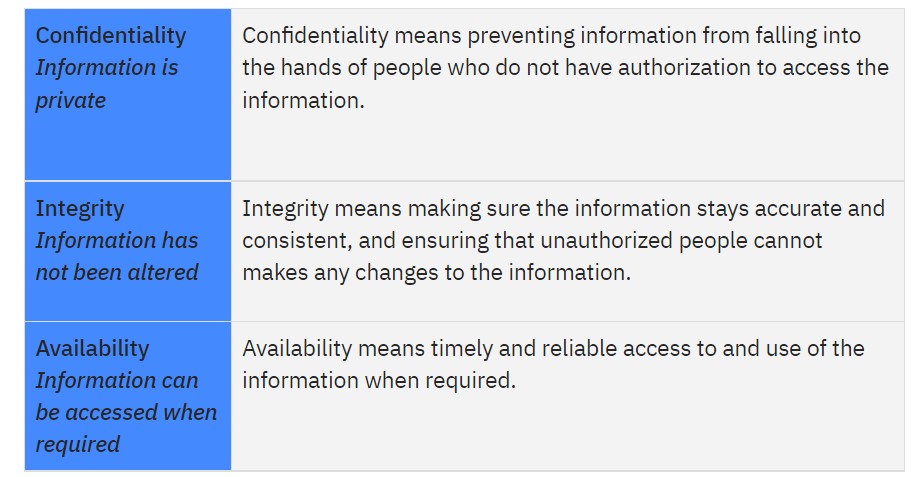 Confidentiality
Information is
private
Confidentiality means preventing information from falling into
the hands of people who do not have authorization to access the
information.
Integrity
Information has
not been altered
Integrity means making sure the information stays accurate and
consistent, and ensuring that unauthorized people cannot
makes any changes to the information.
Availability
Information can
be accessed when
required
Availability means timely and reliable access to and use of the
information when required.